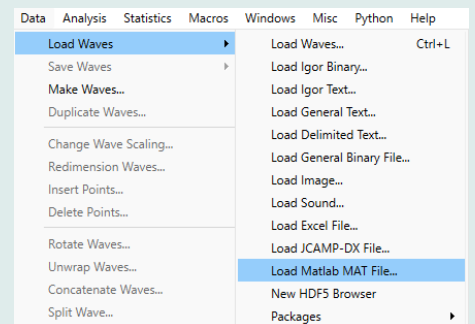 Data Analysis Statistics Macros Windows Misc Python Help
Load Waves
Save Waves
Make Waves...
Duplicate Waves...
Change Wave Scaling...
Redimension Waves...
Insert Points...
Delete Points...
Rotate Waves...
Unwrap Waves...
Concatenate Waves...
Split Wave...
Load Waves... Ctrl+L
Load Igor Binary...
Load Igor Text...
Load General Text...
Load Delimited Text...
Load General Binary File...
Load Image...
Load Sound...
Load Excel File...
Load JCAMP-DX File...
Load Matlab MAT File...
New HDF5 Browser
Packages